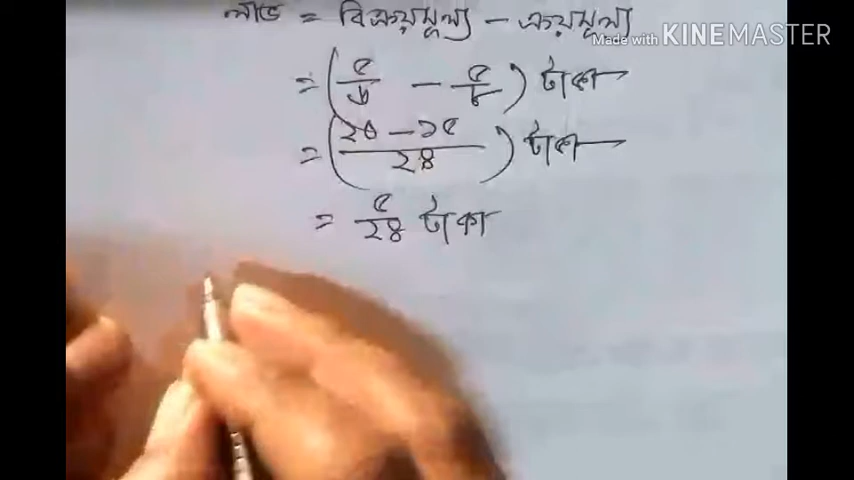 লাভ = বিক্রয়মূল্য - ক্রয়মূল্য
Made with KINEMASTER
= (৫/৬ - ৫/৮) টাকা
= (২০ - ১৫/২৪) টাকা
= ৫/২৪ টাকা